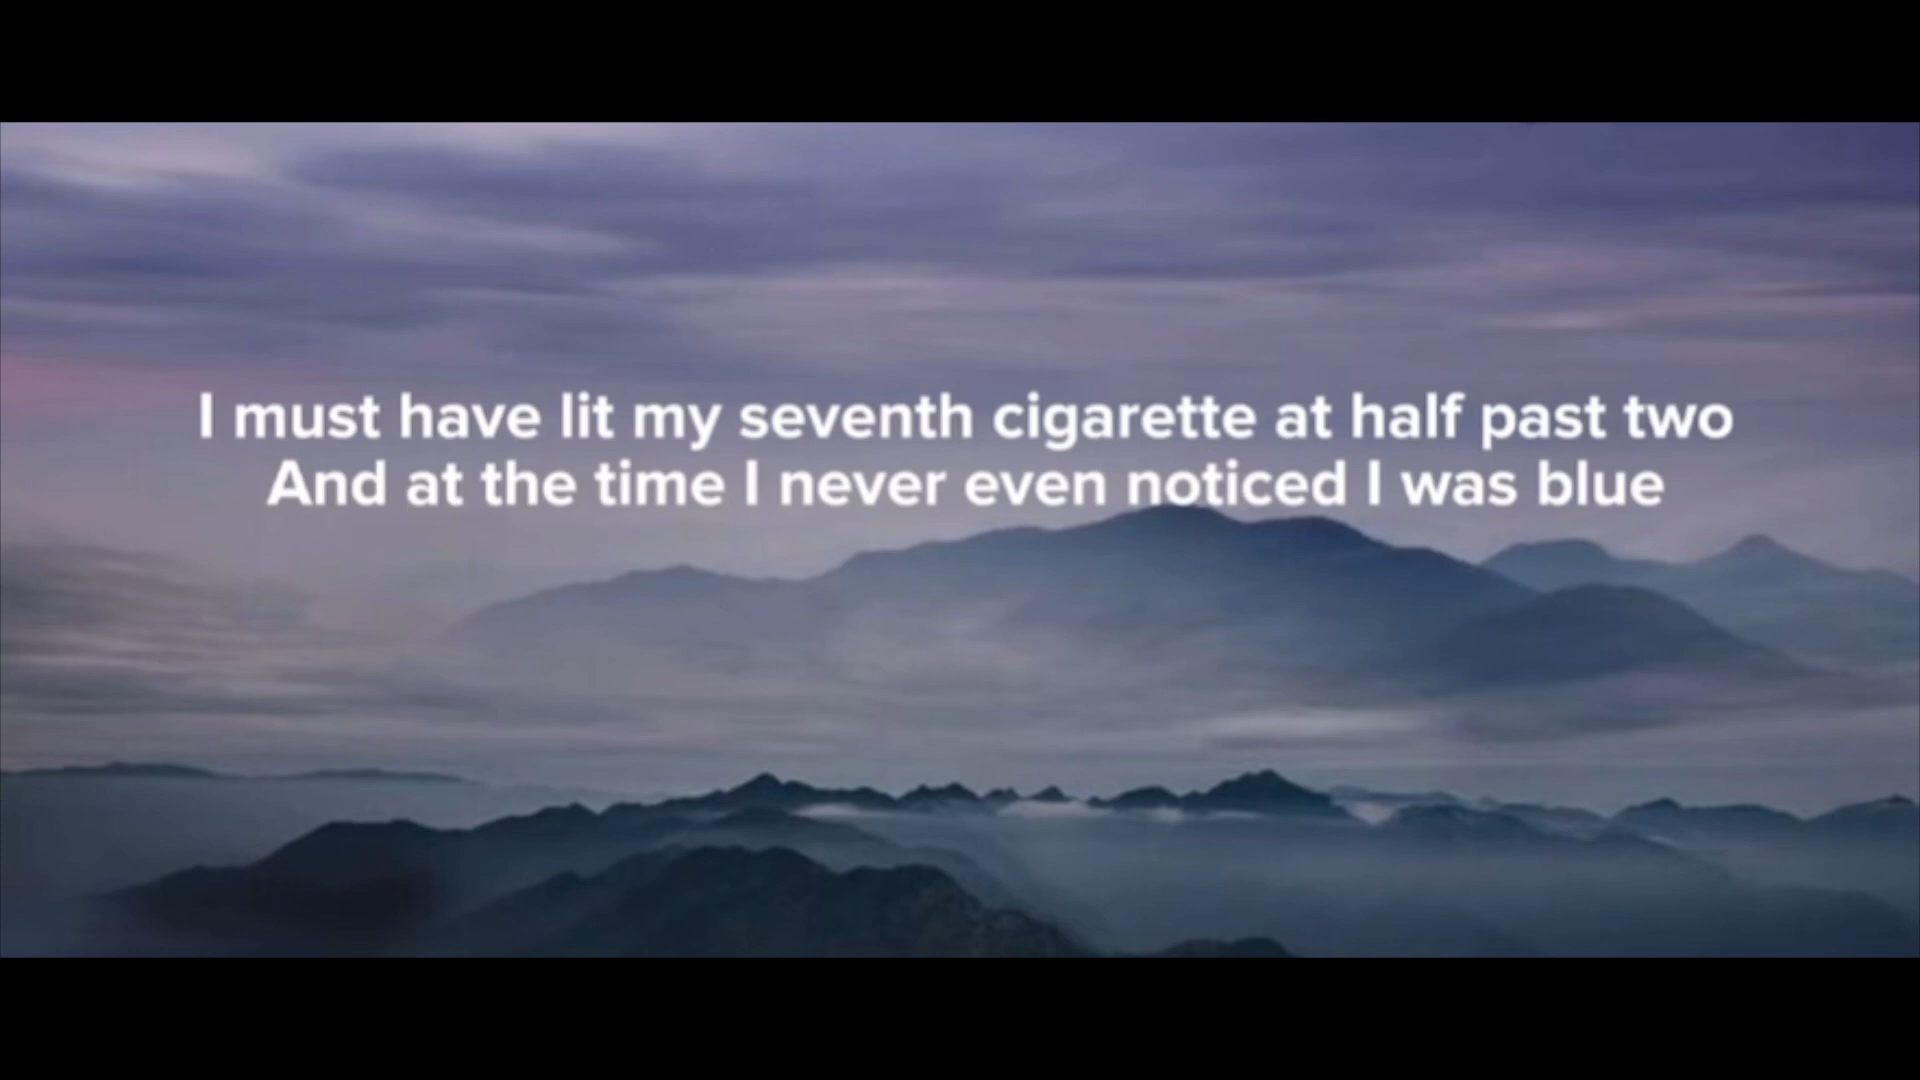 I must have lit my seventh cigarette at half past two
And at the time I never even noticed I was blue